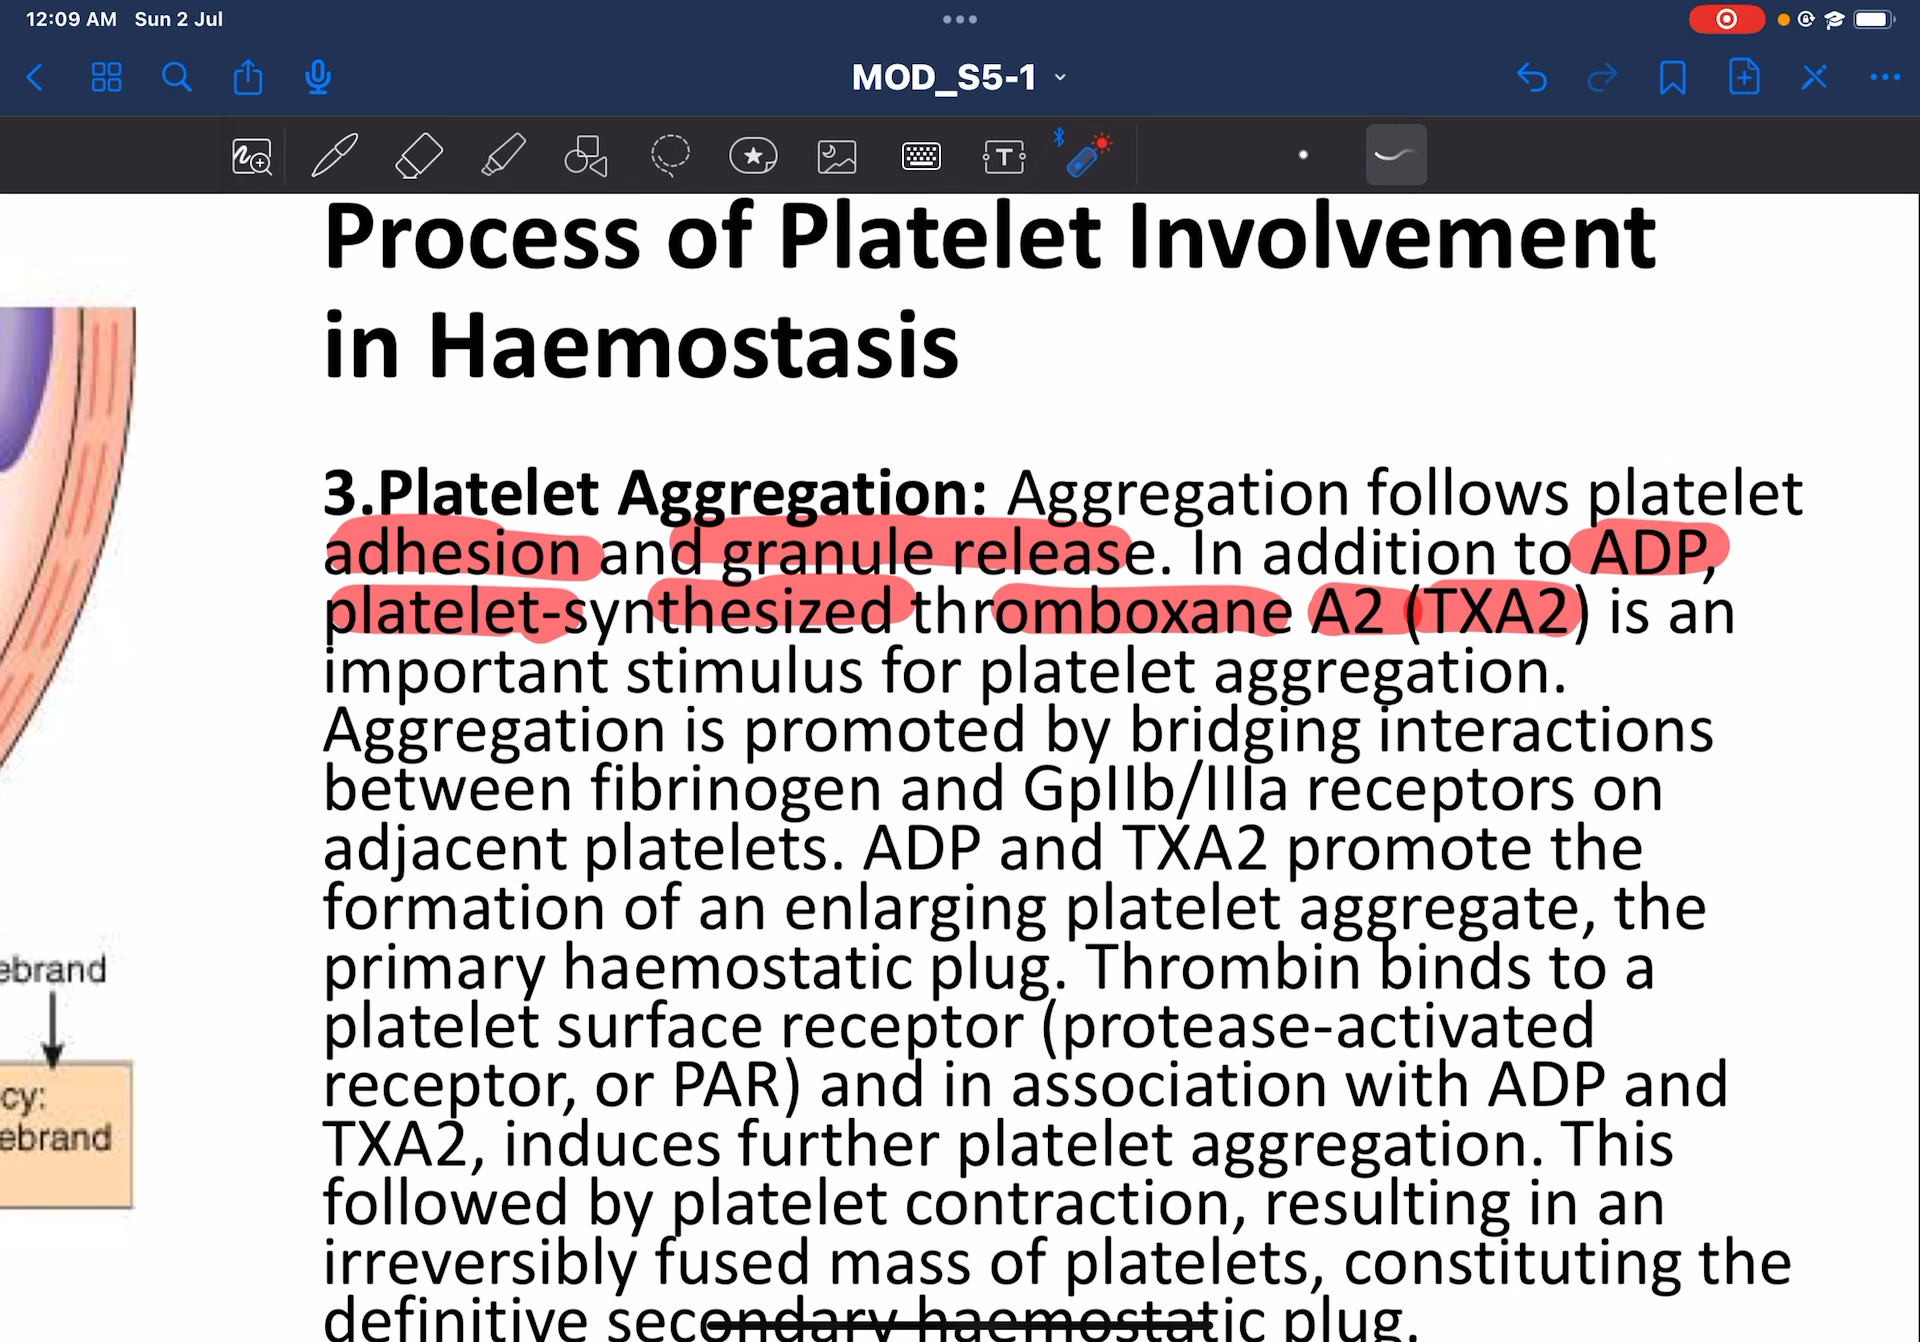 12:09 AM Sun 2 Jul
MOD_S5-1
T
Process of Platelet Involvement
in Haemostasis
3.Platelet Aggregation: Aggregation follows platelet
adhesion and granule release. In addition to ADP,
platelet-synthesized thromboxane A2 (TXA2) is an
important stimulus for platelet aggregation.
Aggregation is promoted by bridging interactions
between fibrinogen and GpIIb/IIIa receptors on
adjacent platelets. ADP and TXA2 promote the
formation of an enlarging platelet aggregate, the
primary haemostatic plug. Thrombin binds to a
platelet surface receptor (protease-activated
receptor, or PAR) and in association with ADP and
TXA2, induces further platelet aggregation. This
followed by platelet contraction, resulting in an
irreversibly fused mass of platelets, constituting the
definitive secondary haemostatic plug.
ebrand
cy:
ebrand